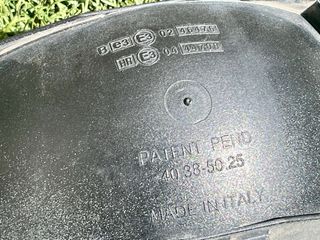 E3 02
E3 04
PATENT PEND
40.38-50.25
MADE IN ITALY